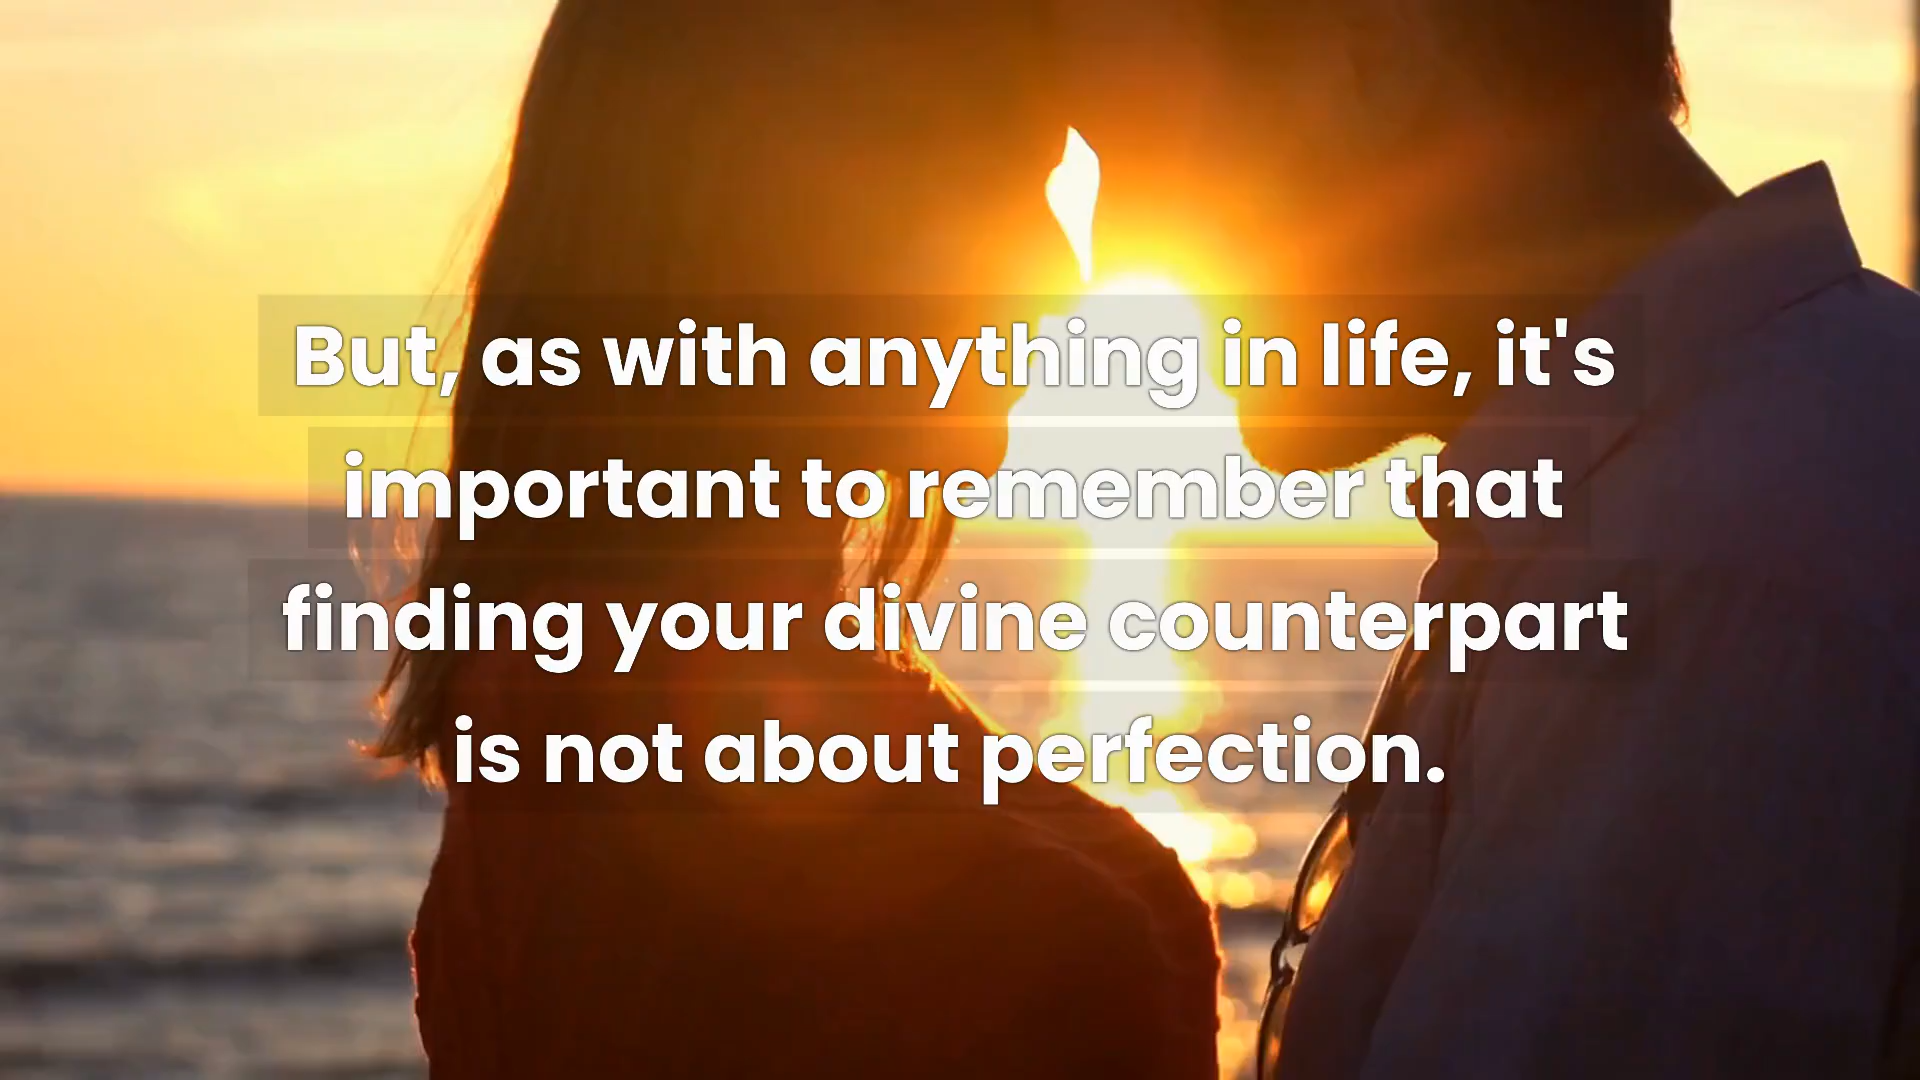 But, as with anything in life, it's
important to remember that
finding your divine counterpart
is not about perfection.